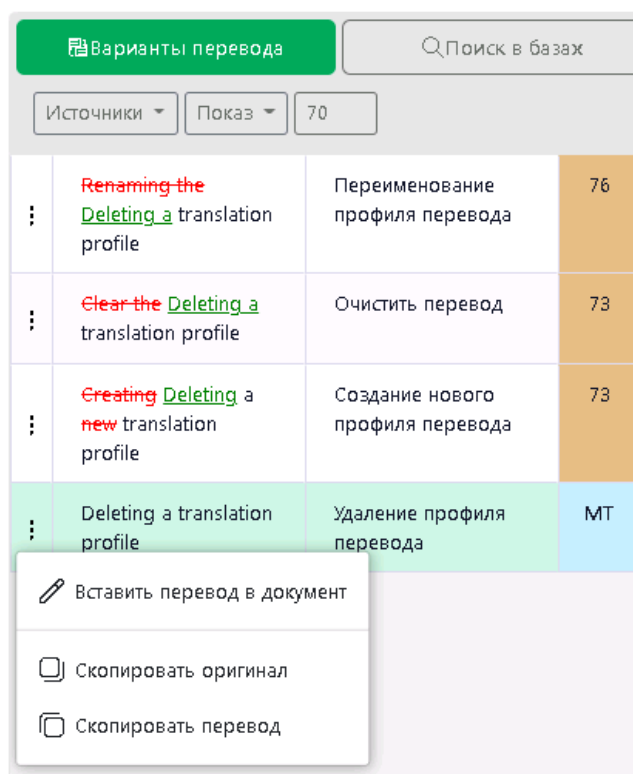 Варианты перевода
Поиск в базах
Источники
Показ
70
Renaming the
Deleting a translation
profile
Переименование
профиля перевода
76
Clear the Deleting a
translation profile
Очистить перевод
73
Creating Deleting a
new translation
profile
Создание нового
профиля перевода
73
Deleting a translation
profile
Удаление профиля
перевода
MT
Вставить перевод в документ
Скопировать оригинал
Скопировать перевод